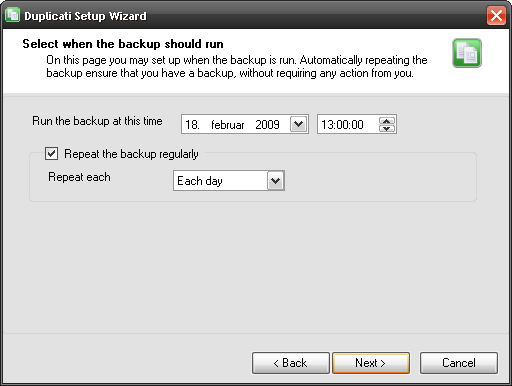 Duplicati Setup Wizard
Select when the backup should run
On this page you may set up when the backup is run. Automatically repeating the
backup ensure that you have a backup, without requiring any action from you.
Run the backup at this time 18. februar 2009 13:00:00
Repeat the backup regularly
Repeat each Each day
< Back Next > Cancel